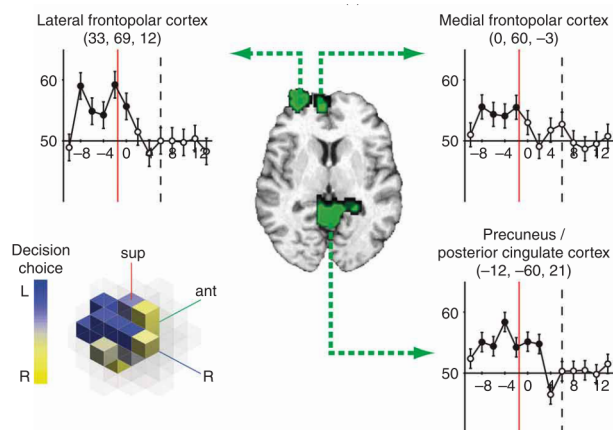 Lateral frontopolar cortex
(33, 69, 12)
60
50
−8 −4 0 4 8 12
Medial frontopolar cortex
(0, 60, −3)
60
50
−8 −4 0 4 8 12
Decision
choice
L
R
sup
ant
R
Precuneus /
posterior cingulate cortex
(−12, −60, 21)
60
50
−8 −4 0 4 8 12